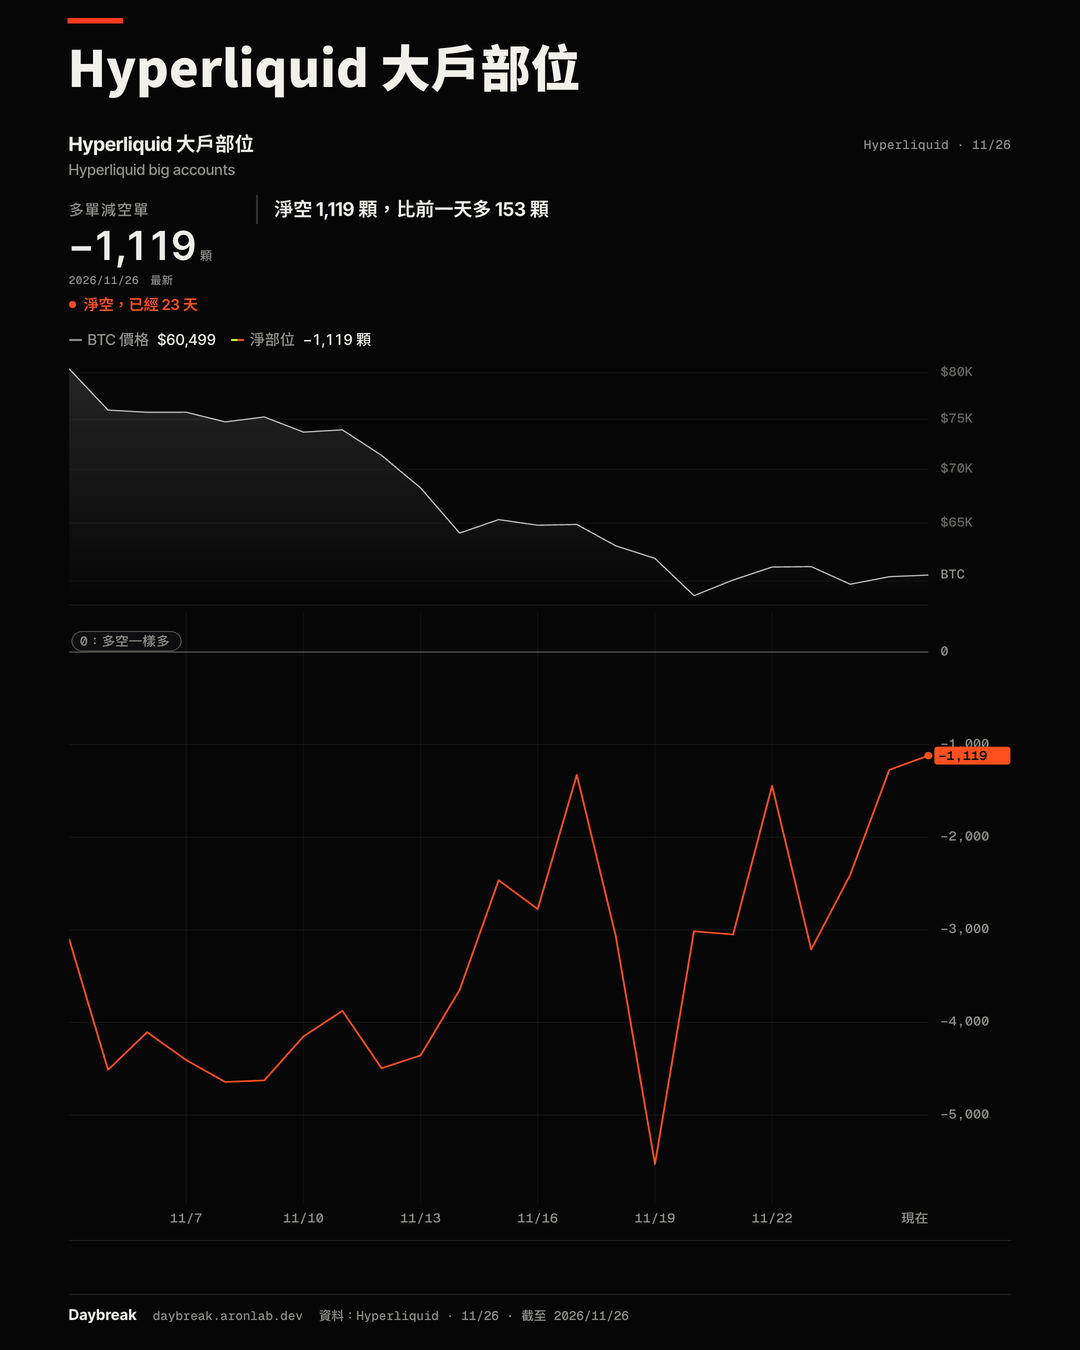 Hyperliquid 大戶部位
Hyperliquid 大戶部位
Hyperliquid · 11/26
Hyperliquid big accounts
多單減空單
淨空 1,119 顆，比前一天多 153 顆
−1,119 顆
2026/11/26 最新
淨空，已經 23 天
BTC 價格 $60,499 淨部位 −1,119 顆
$80K
$75K
$70K
$65K
BTC
0：多空一樣多
0
−1,000
−1,119
−2,000
−3,000
−4,000
−5,000
11/7 11/10 11/13 11/16 11/19 11/22 現在
Daybreak daybreak.aronlab.dev 資料：Hyperliquid · 11/26 · 截至 2026/11/26